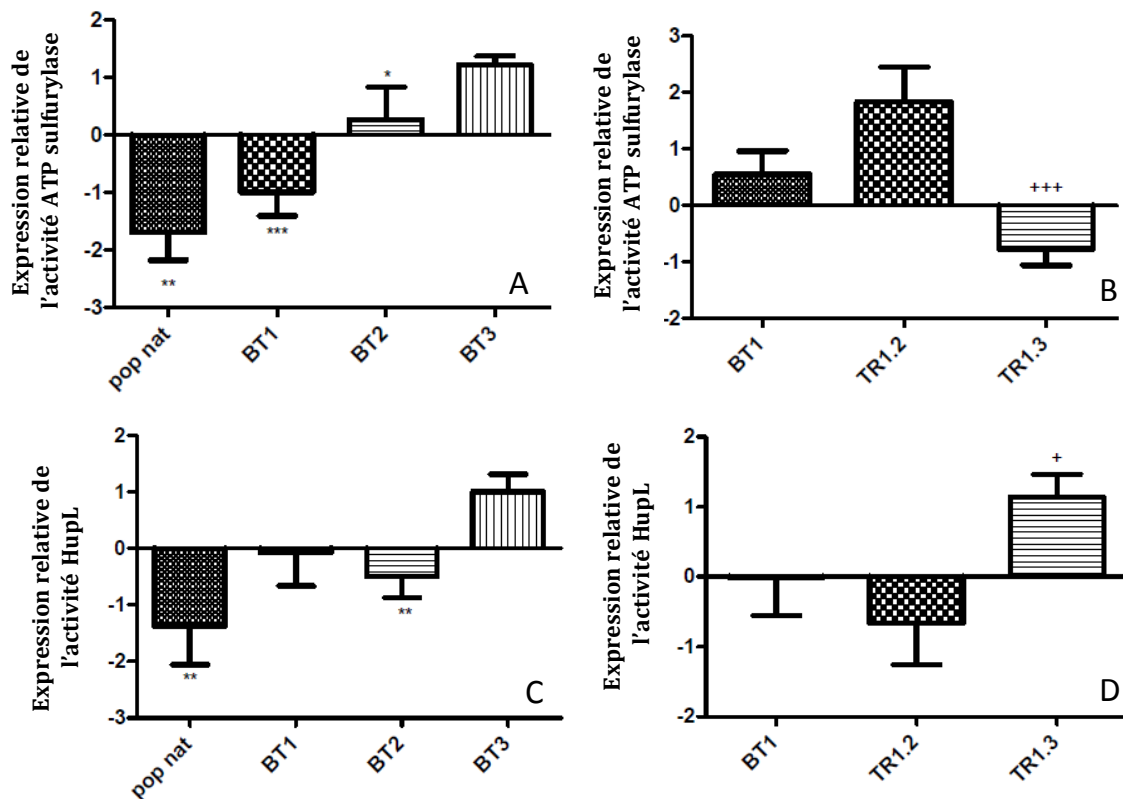 Expression relative de
l'activité ATP sulfurylase
2
1
0
-1
-2
-3
*
***
**
A
pop nat
BT1
BT2
BT3
Expression relative de
l'activité ATP sulfurylase
3
2
1
0
-1
-2
+++
B
BT1
TR1.2
TR1.3
Expression relative de
l'activité HupL
2
1
0
-1
-2
-3
**
**
C
pop nat
BT1
BT2
BT3
Expression relative de
l'activité HupL
2
1
0
-1
-2
+
D
BT1
TR1.2
TR1.3